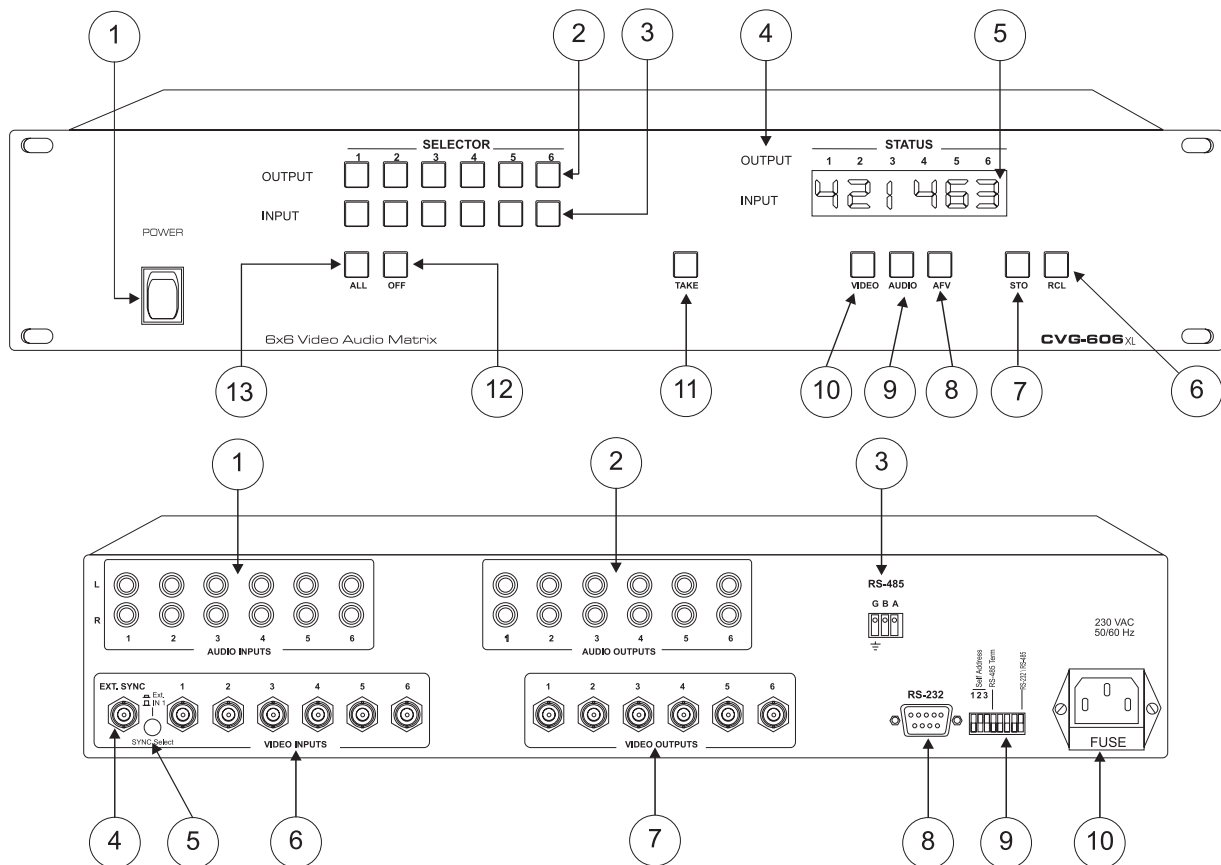 1
2
3
4
5
SELECTOR
1 2 3 4 5 6
OUTPUT
INPUT
OUTPUT
STATUS
1 2 3 4 5 6
INPUT
421463
POWER
ALL
OFF
TAKE
VIDEO
AUDIO
AFV
STO
RCL
6x6 Video Audio Matrix
CVG-606 XL
13
12
11
10
9
8
7
6
1
2
3
L
R
1 2 3 4 5 6
AUDIO INPUTS
1 2 3 4 5 6
AUDIO OUTPUTS
RS-485
G B A
230 VAC
50/60 Hz
EXT. SYNC
Ext.
IN 1
SYNC Select
1 2 3 4 5 6
VIDEO INPUTS
1 2 3 4 5 6
VIDEO OUTPUTS
RS-232
1 2 3
Self Address
RS-485 Term
RS-232 \ RS-485
FUSE
4
5
6
7
8
9
10